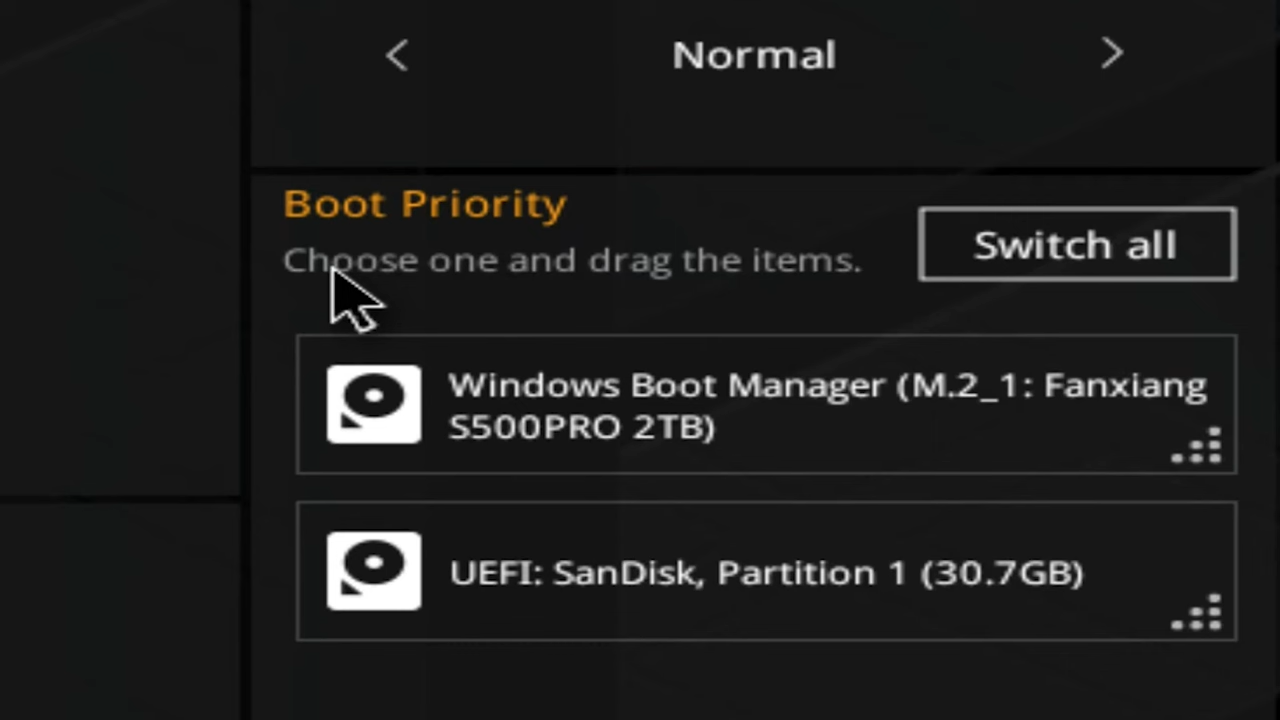 Normal
Boot Priority
Choose one and drag the items.
Switch all
Windows Boot Manager (M.2_1: Fanxiang
S500PRO 2TB)
UEFI: SanDisk, Partition 1 (30.7GB)